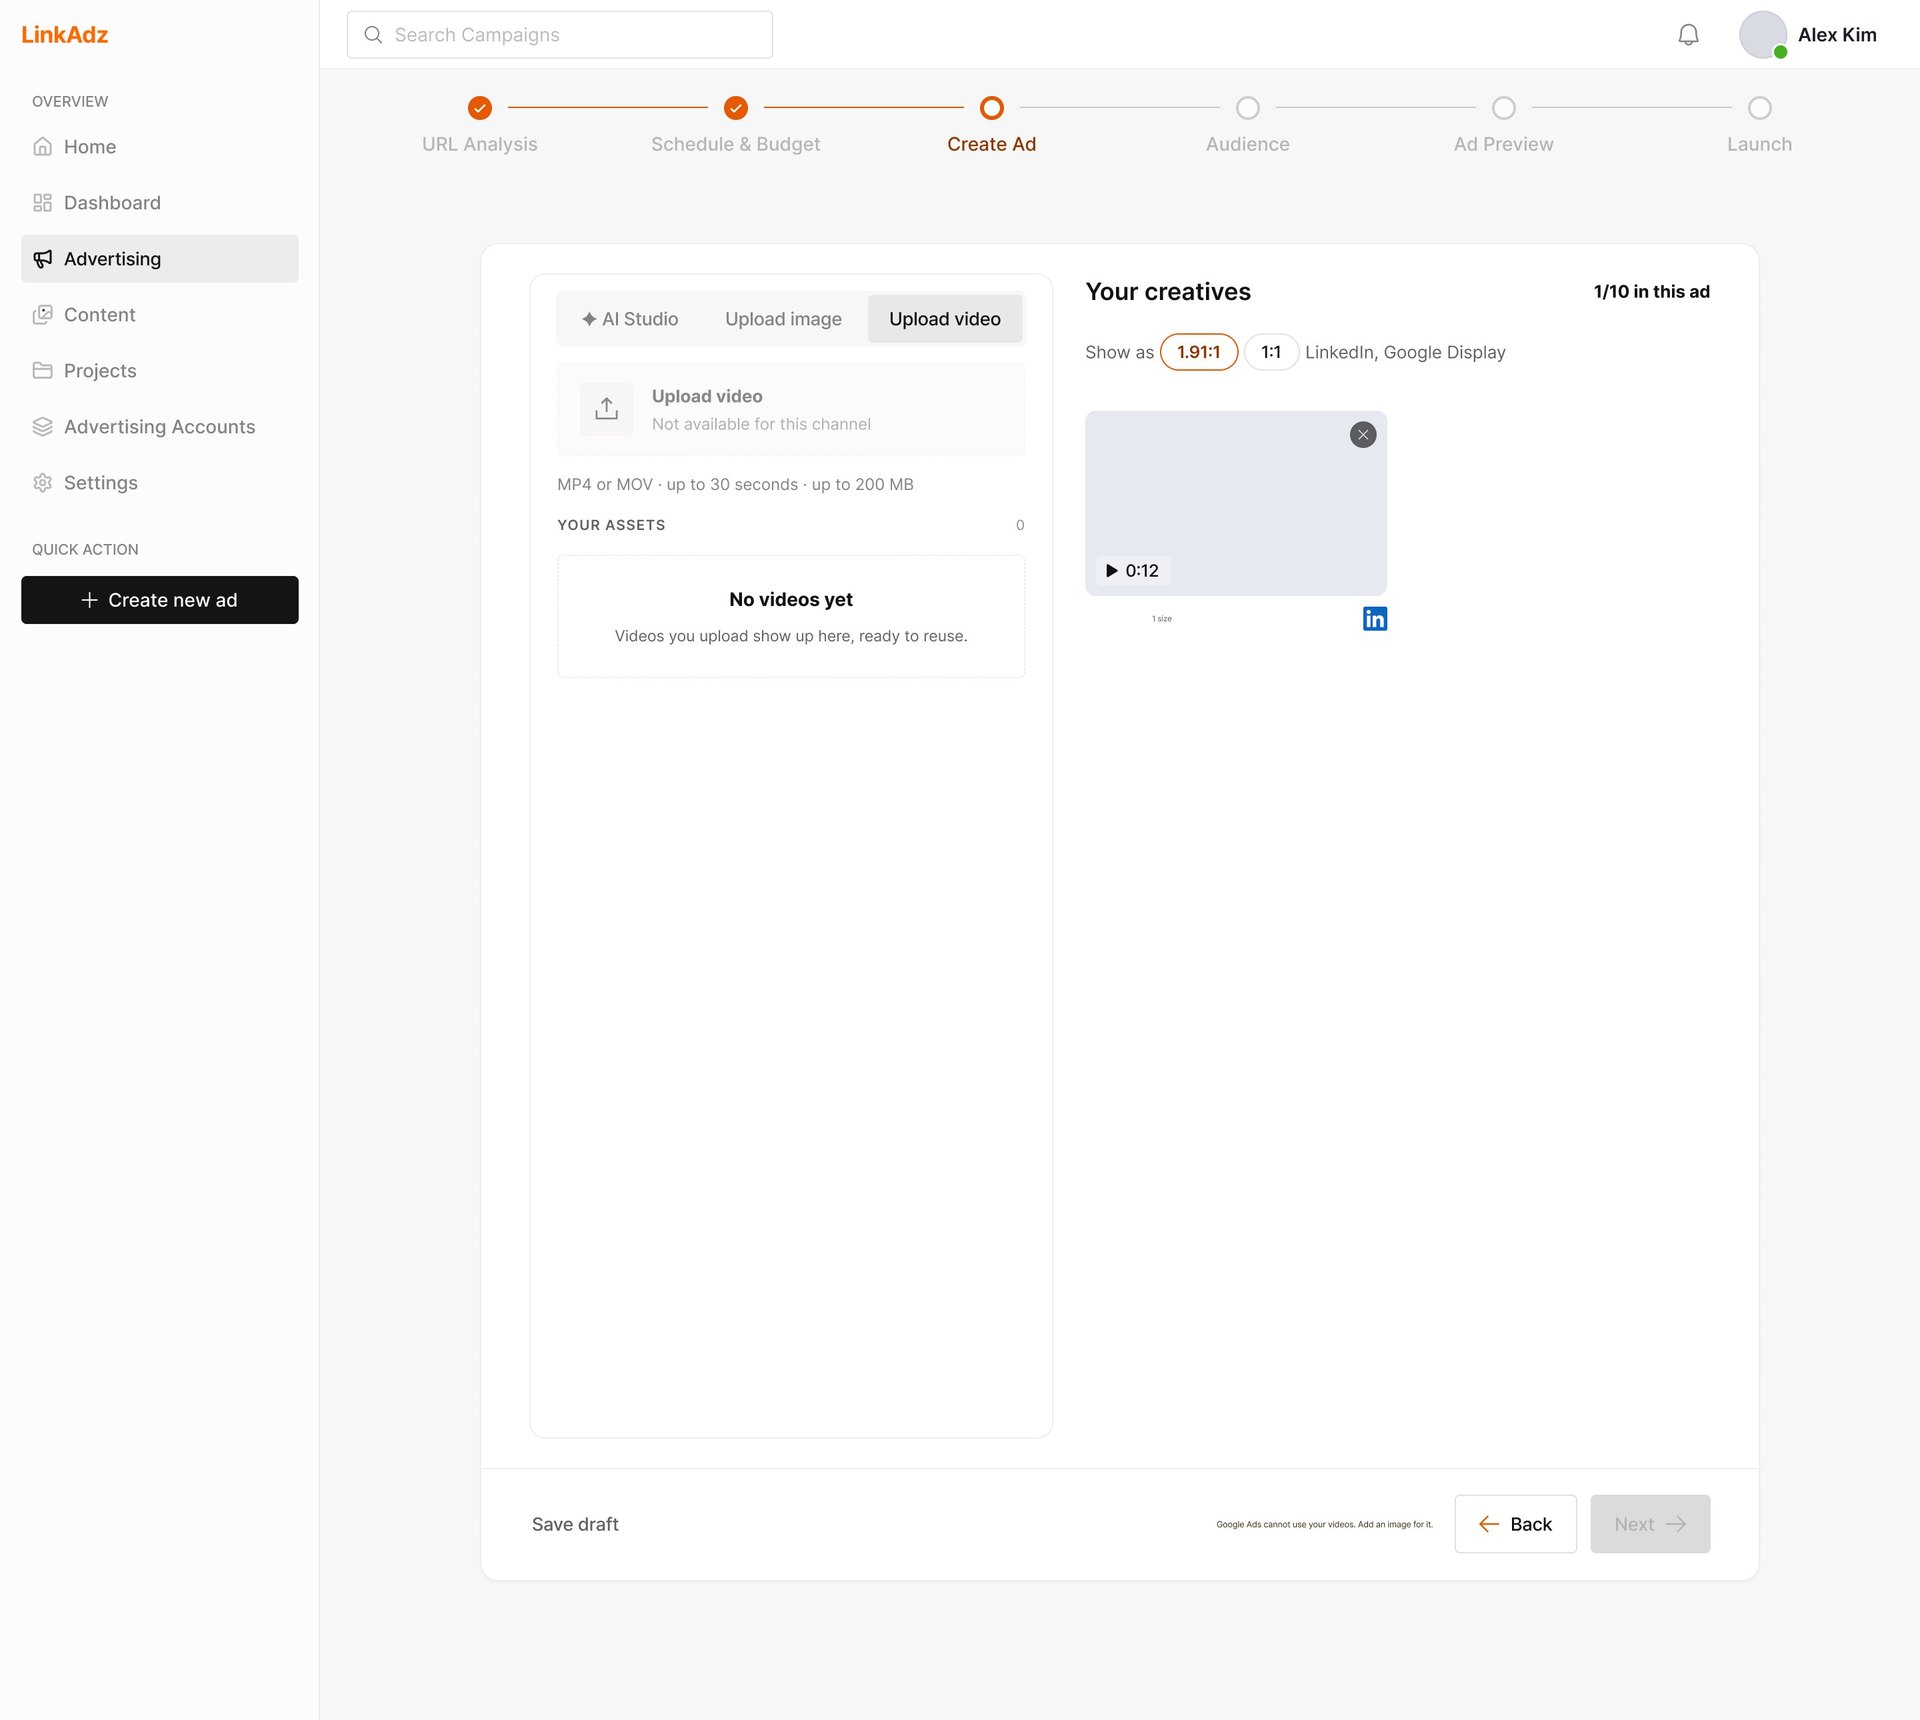 LinkAdz
Search Campaigns
Alex Kim
OVERVIEW
Home
Dashboard
Advertising
Content
Projects
Advertising Accounts
Settings
QUICK ACTION
Create new ad
URL Analysis
Schedule & Budget
Create Ad
Audience
Ad Preview
Launch
AI Studio
Upload image
Upload video
Upload video
Not available for this channel
MP4 or MOV · up to 30 seconds · up to 200 MB
YOUR ASSETS
0
No videos yet
Videos you upload show up here, ready to reuse.
Your creatives
1/10 in this ad
Show as 1.91:1 1:1 LinkedIn, Google Display
0:12
1 size
in
Save draft
Google Ads cannot use your videos. Add an image for it.
Back
Next